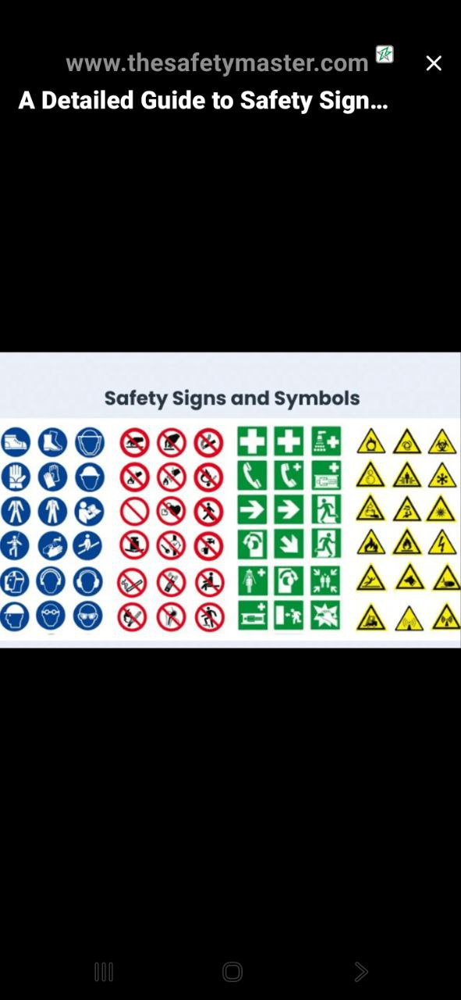 www.thesafetymaster.com
A Detailed Guide to Safety Sign...
Safety Signs and Symbols